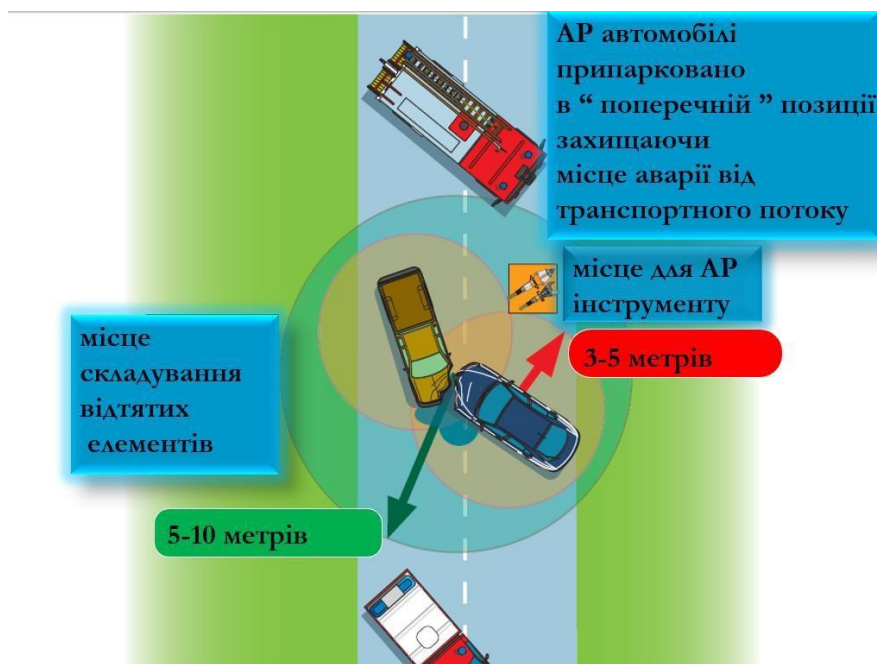 АР автомобілі
припарковано
в “ поперечній ” позиції
захищаючи
місце аварії від
транспортного потоку
місце для АР
інструменту
3-5 метрів
місце
складування
відтятих
елементів
5-10 метрів